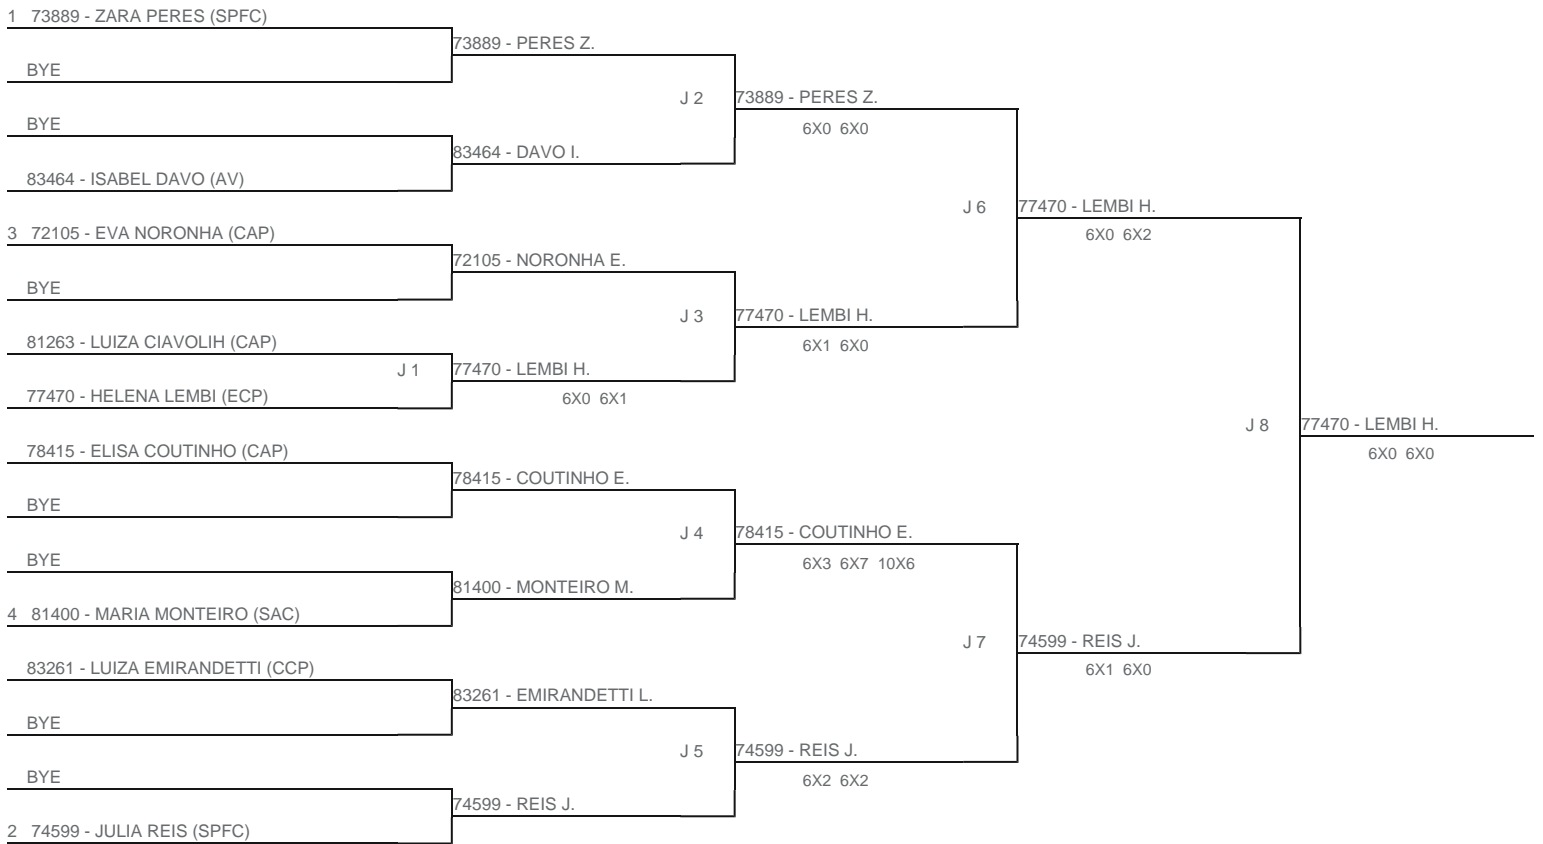 1 73889 - ZARA PERES (SPFC)
73889 - PERES Z.
BYE
J 2
73889 - PERES Z.
6X0 6X0
BYE
83464 - DAVO I.
83464 - ISABEL DAVO (AV)
J 6
77470 - LEMBI H.
6X0 6X2
3 72105 - EVA NORONHA (CAP)
72105 - NORONHA E.
BYE
J 3
77470 - LEMBI H.
6X1 6X0
81263 - LUIZA CIAVOLIH (CAP)
J 1
77470 - LEMBI H.
6X0 6X1
77470 - HELENA LEMBI (ECP)
J 8
77470 - LEMBI H.
6X0 6X0
78415 - ELISA COUTINHO (CAP)
78415 - COUTINHO E.
BYE
J 4
78415 - COUTINHO E.
6X3 6X7 10X6
BYE
81400 - MONTEIRO M.
4 81400 - MARIA MONTEIRO (SAC)
J 7
74599 - REIS J.
6X1 6X0
83261 - LUIZA EMIRANDETTI (CCP)
83261 - EMIRANDETTI L.
BYE
J 5
74599 - REIS J.
6X2 6X2
BYE
74599 - REIS J.
2 74599 - JULIA REIS (SPFC)